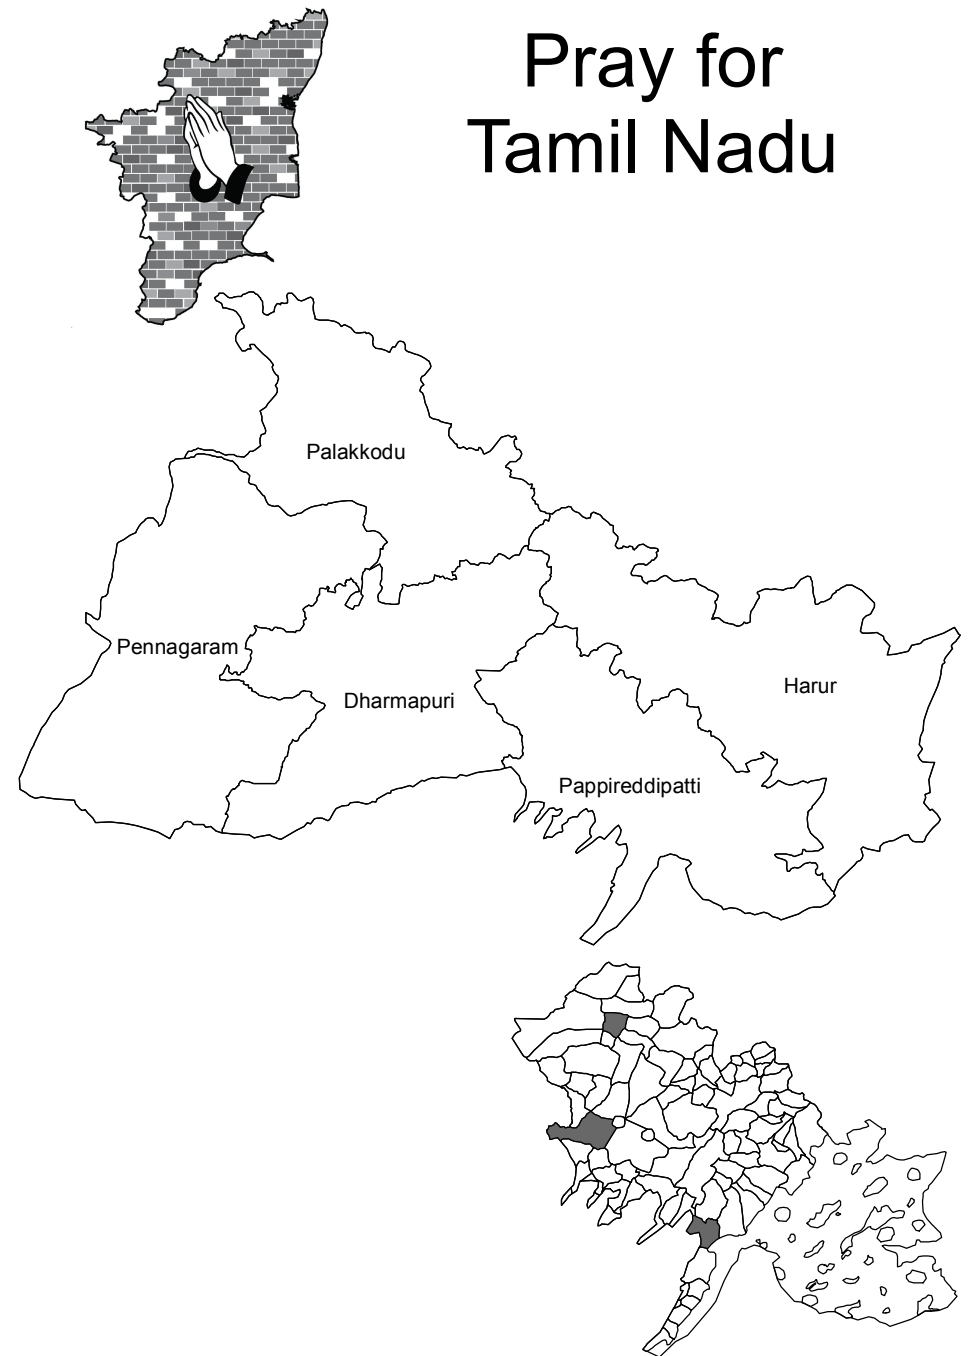 Pray for
Tamil Nadu
Palakkodu
Pennagaram
Harur
Dharmapuri
Pappireddipatti